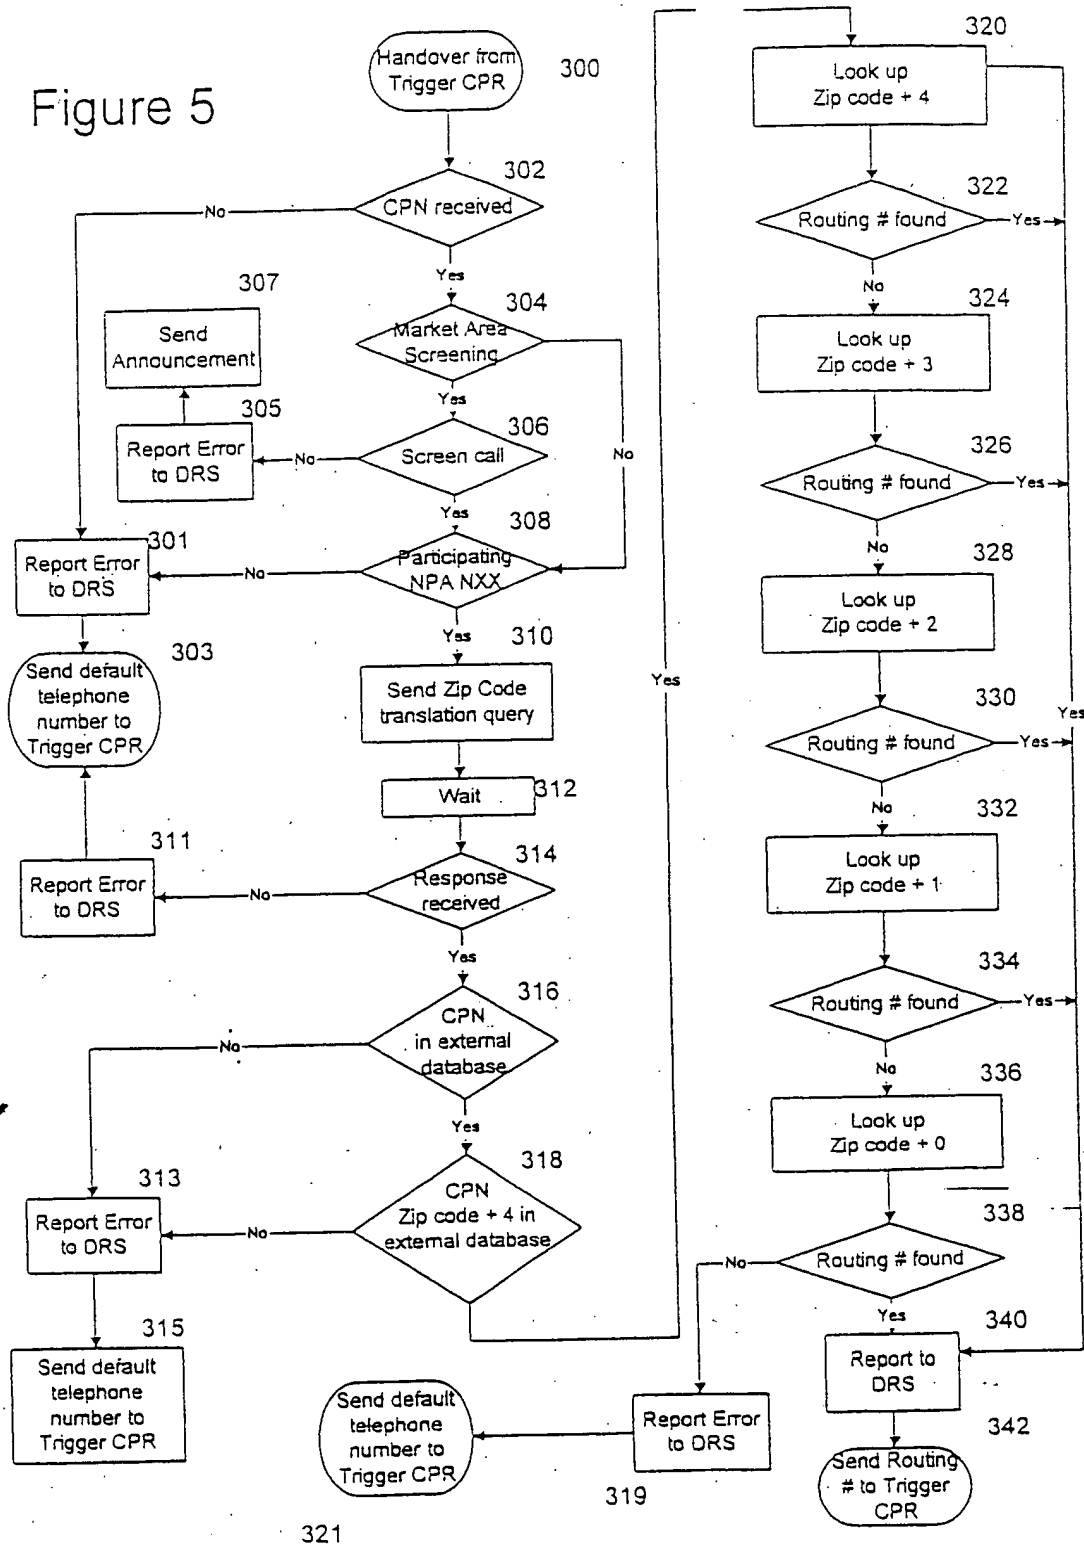 Figure 5
Handover from
Trigger CPR
300
302
CPN received
No
Yes
307
Send
Announcement
304
Market Area
Screening
Yes
No
305
Report Error
to DRS
306
Screen call
No
Yes
301
Report Error
to DRS
308
Participating
NPA NXX
No
Yes
303
Send default
telephone
number to
Trigger CPR
310
Send Zip Code
translation query
312
Wait
311
Report Error
to DRS
314
Response
received
No
Yes
316
CPN
in external
database
No
Yes
313
Report Error
to DRS
318
CPN
Zip code + 4 in
external database
No
Yes
315
Send default
telephone
number to
Trigger CPR
320
Look up
Zip code + 4
322
Routing # found
Yes
No
324
Look up
Zip code + 3
326
Routing # found
Yes
No
328
Look up
Zip code + 2
330
Routing # found
Yes
Yes
No
332
Look up
Zip code + 1
334
Routing # found
Yes
No
336
Look up
Zip code + 0
338
Routing # found
No
Yes
340
Report to
DRS
342
Send Routing
# to Trigger
CPR
Report Error
to DRS
319
Send default
telephone
number to
Trigger CPR
321